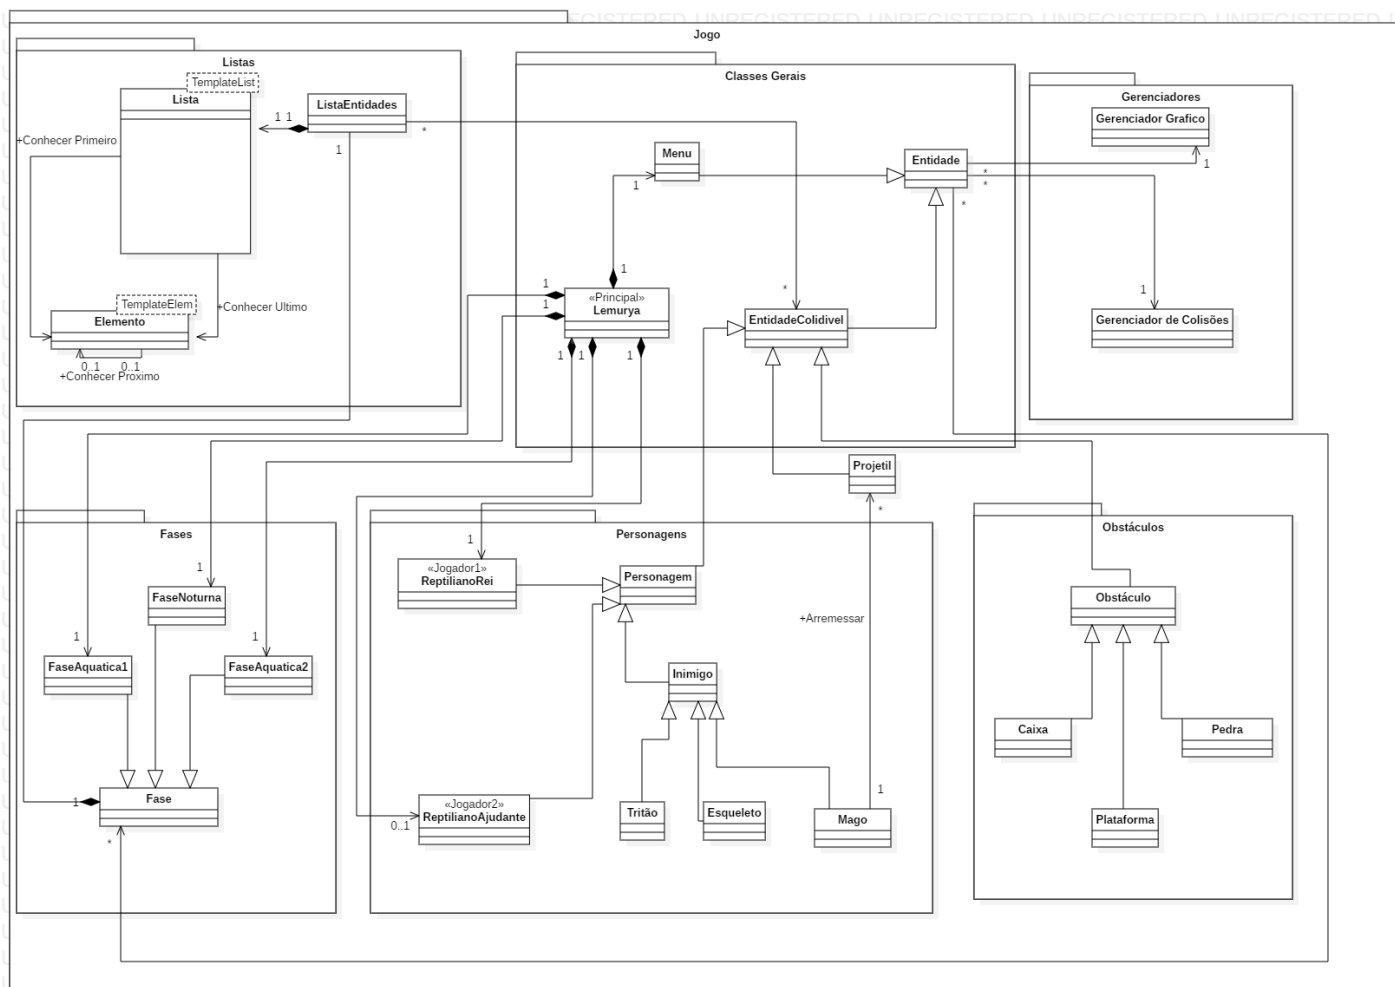 EGISTERED UNREGISTERED UNREGISTERED UNREGISTERED UNREGISTERED
Jogo
Listas
TemplateList
Lista
ListaEntidades
1 1
*
1
+Conhecer Primeiro
TemplateElem
Elemento
+Conhecer Ultimo
0..1 0..1
+Conhecer Proximo
Classes Gerais
Menu
1
Entidade
*
*
*
1
1
1
«Principal»
Lemurya
1 1 1
*
EntidadeColidivel
Gerenciadores
Gerenciador Grafico
1
1
Gerenciador de Colisões
Projetil
*
Fases
1
FaseNoturna
1
FaseAquatica1
1
FaseAquatica2
1
Fase
*
Personagens
1
«Jogador1»
ReptilianoRei
Personagem
+Arremessar
Inimigo
«Jogador2»
ReptilianoAjudante
0..1
Tritão
Esqueleto
1
Mago
Obstáculos
Obstáculo
Caixa
Pedra
Plataforma